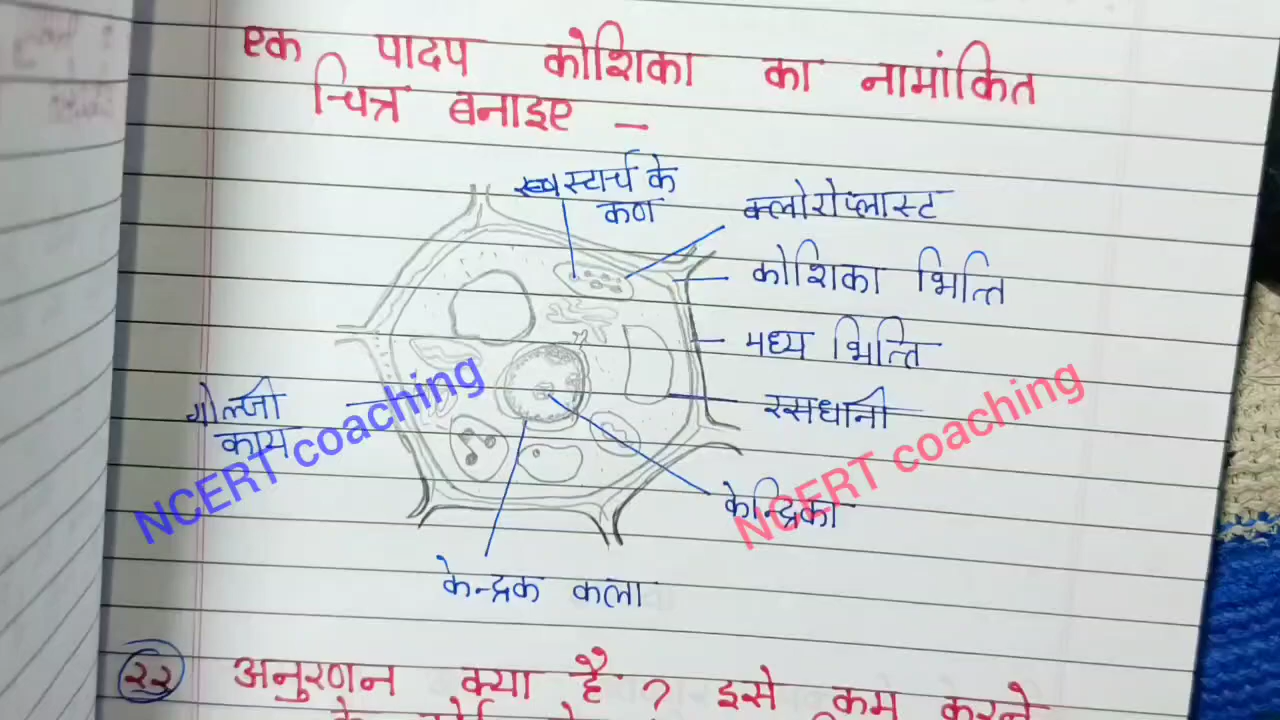 एक पादप कोशिका का नामांकित
चित्र बनाइए –
स्टार्च के
कण
क्लोरोप्लास्ट
कोशिका भित्ति
मध्य भित्ति
रसधानी
गोल्जी
काय
केन्द्रिका
केन्द्रक कला
NCERT coaching
NCERT coaching
२२ अनुरणन क्या है ? इसे कम करने